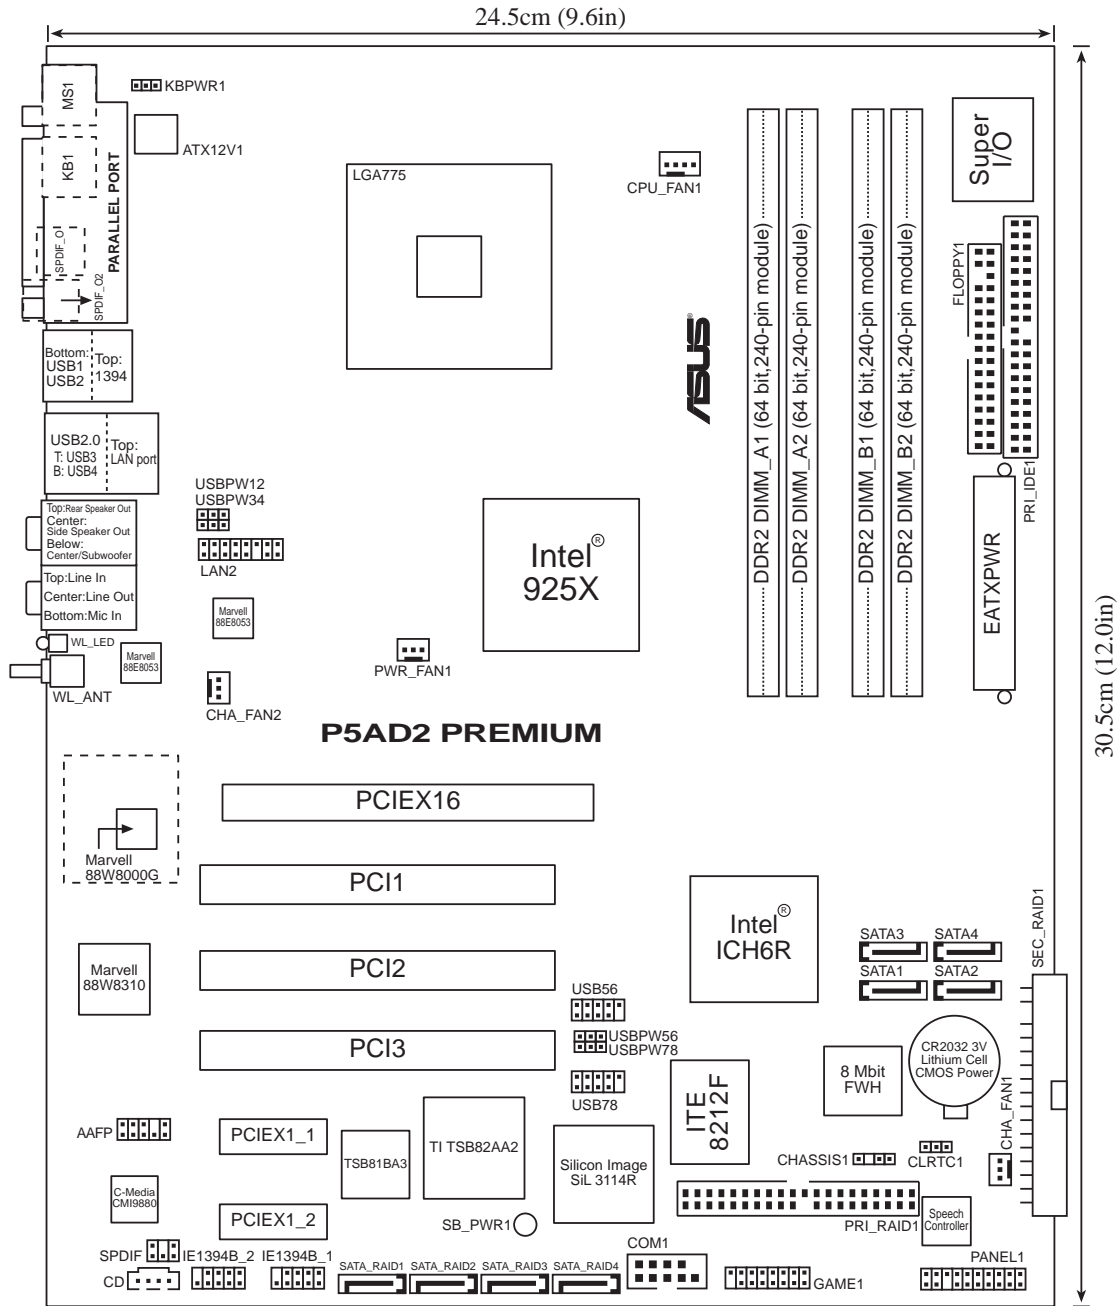 24.5cm (9.6in)
30.5cm (12.0in)
MS1
KB1
PARALLEL PORT
SPDIF_O1
SPDIF_O2
KBPWR1
ATX12V1
LGA775
CPU_FAN1
Super
I/O
FLOPPY1
PRI_IDE1
DDR2 DIMM_A1 (64 bit,240-pin module)
DDR2 DIMM_A2 (64 bit,240-pin module)
DDR2 DIMM_B1 (64 bit,240-pin module)
DDR2 DIMM_B2 (64 bit,240-pin module)
ASUS®
Bottom:
USB1
USB2
Top:
1394
USB2.0
T: USB3
B: USB4
Top:
LAN port
Top:Rear Speaker Out
Center:
Side Speaker Out
Below:
Center/Subwoofer
Top:Line In
Center:Line Out
Bottom:Mic In
USBPW12
USBPW34
LAN2
Marvell
88E8053
Intel®
925X
EATXPWR
WL_LED
Marvell
88E8053
WL_ANT
CHA_FAN2
PWR_FAN1
P5AD2 PREMIUM
PCIEX16
Marvell
88W8000G
PCI1
PCI2
PCI3
Marvell
88W8310
Intel®
ICH6R
SATA3
SATA4
SATA1
SATA2
SEC_RAID1
USB56
USBPW56
USBPW78
USB78
ITE
8212F
8 Mbit
FWH
CR2032 3V
Lithium Cell
CMOS Power
CHA_FAN1
AAFP
PCIEX1_1
TSB81BA3
TI TSB82AA2
Silicon Image
SiL 3114R
CHASSIS1
CLRTC1
C-Media
CMI9880
PCIEX1_2
SB_PWR1
PRI_RAID1
Speech
Controller
SPDIF
IE1394B_2
IE1394B_1
SATA_RAID1
SATA_RAID2
SATA_RAID3
SATA_RAID4
COM1
CD
GAME1
PANEL1